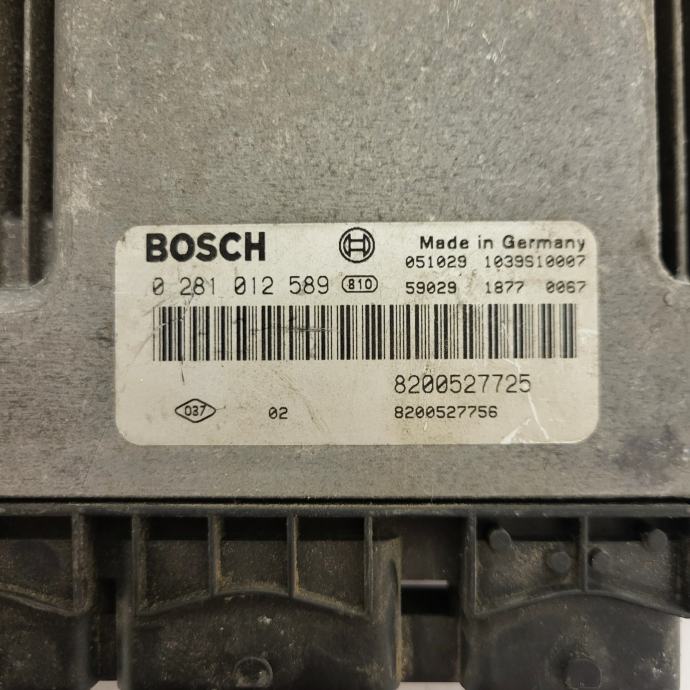 BOSCH
Made in Germany
051029 1039S10007
0 281 012 589 810
59029 1877 0067
8200527725
037 02 8200527756